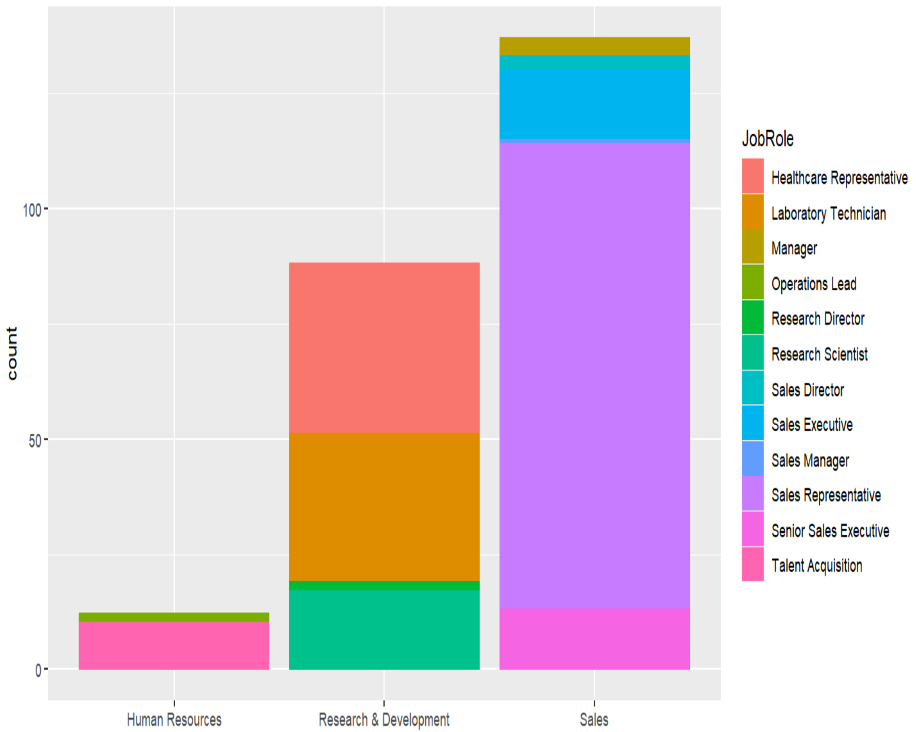 count
100
50
0
Human Resources
Research & Development
Sales
JobRole
Healthcare Representative
Laboratory Technician
Manager
Operations Lead
Research Director
Research Scientist
Sales Director
Sales Executive
Sales Manager
Sales Representative
Senior Sales Executive
Talent Acquisition